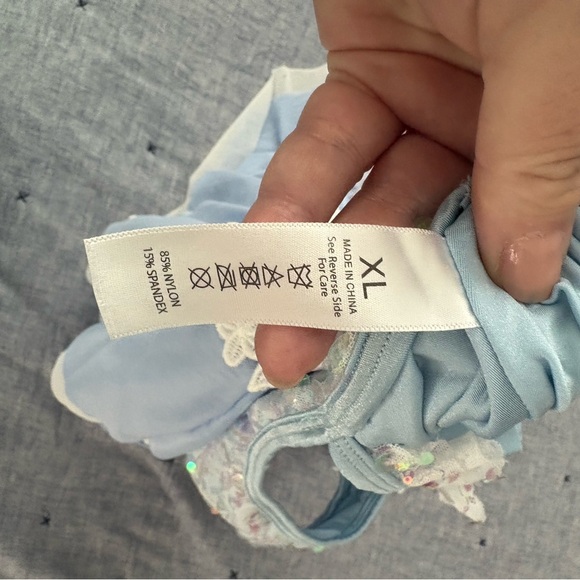 XL
MADE IN CHINA
See Reverse Side
For Care
85% NYLON
15% SPANDEX